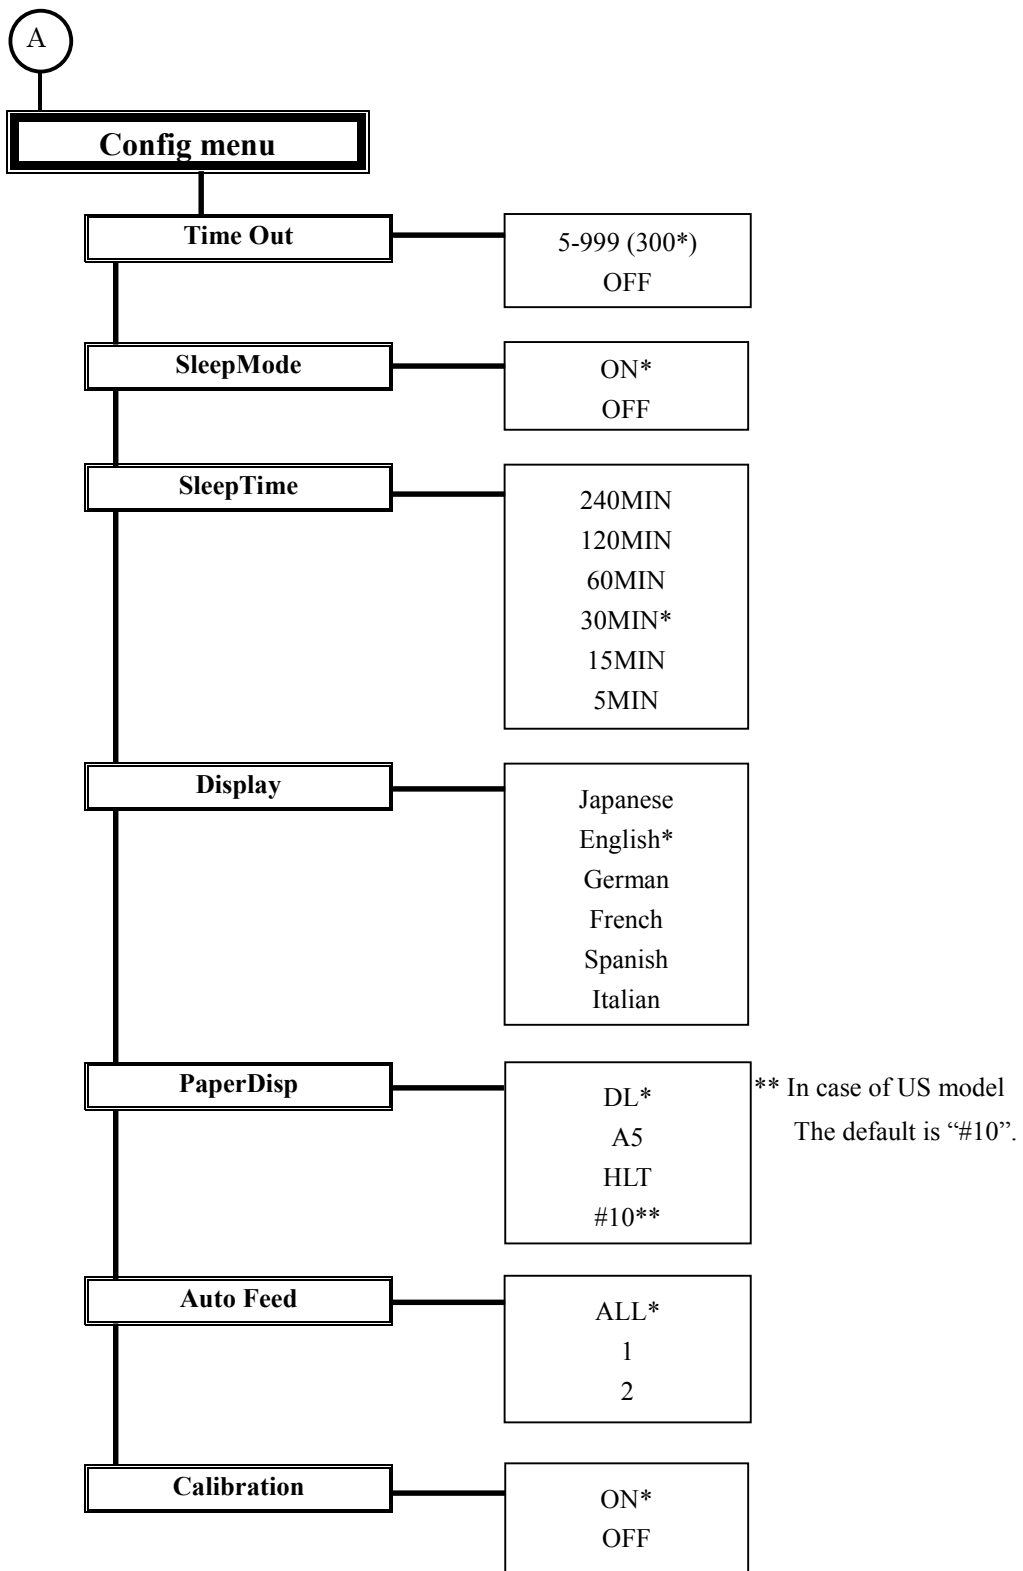 A
Config menu
Time Out
5-999 (300*)
OFF
SleepMode
ON*
OFF
SleepTime
240MIN
120MIN
60MIN
30MIN*
15MIN
5MIN
Display
Japanese
English*
German
French
Spanish
Italian
PaperDisp
DL*
A5
HLT
#10**
** In case of US model
The default is “#10”.
Auto Feed
ALL*
1
2
Calibration
ON*
OFF